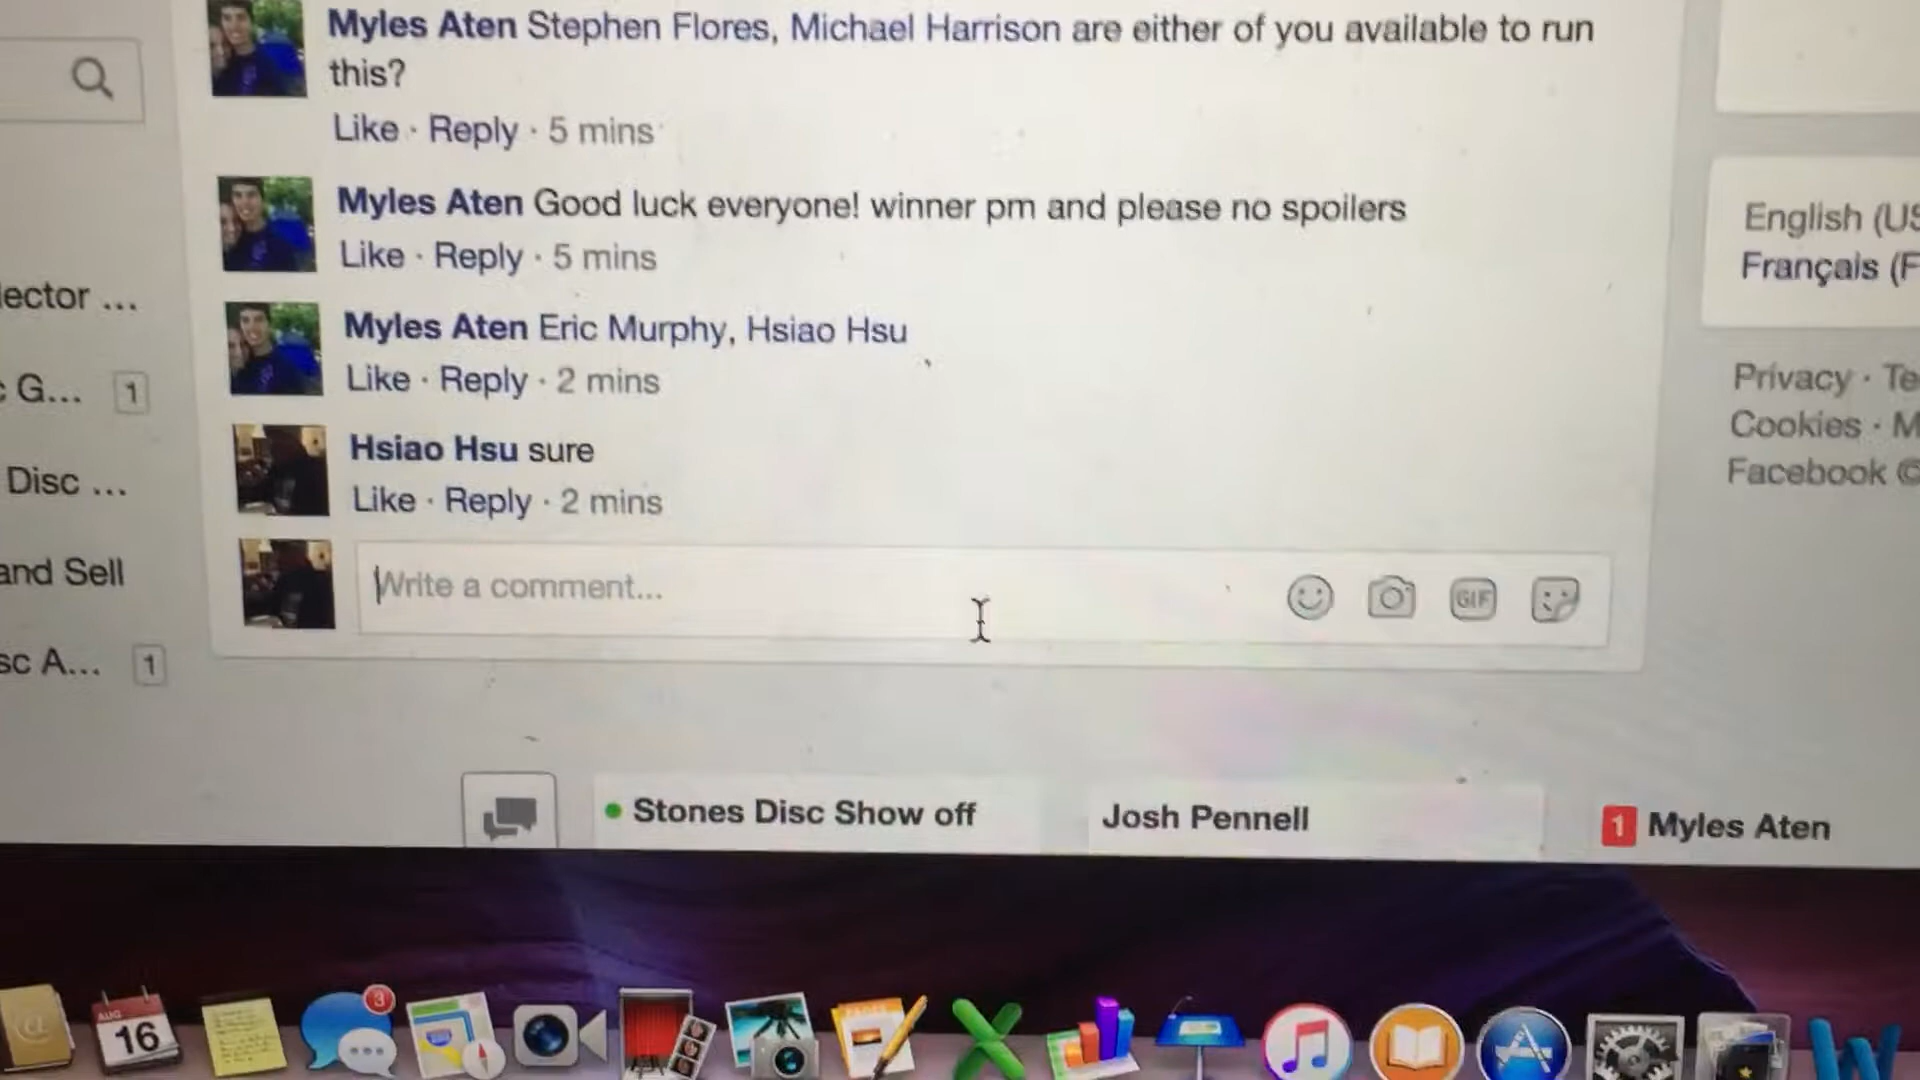 Myles Aten Stephen Flores, Michael Harrison are either of you available to run
this?
Like · Reply · 5 mins
Myles Aten Good luck everyone! winner pm and please no spoilers
Like · Reply · 5 mins
Myles Aten Eric Murphy, Hsiao Hsu
Like · Reply · 2 mins
Hsiao Hsu sure
Like · Reply · 2 mins
Write a comment...
GIF
lector ...
c G... 1
Disc ...
and Sell
sc A... 1
English (US
Français (F
Privacy · Te
Cookies · M
Facebook ©
Stones Disc Show off
Josh Pennell
1 Myles Aten
@
AUG
16
3